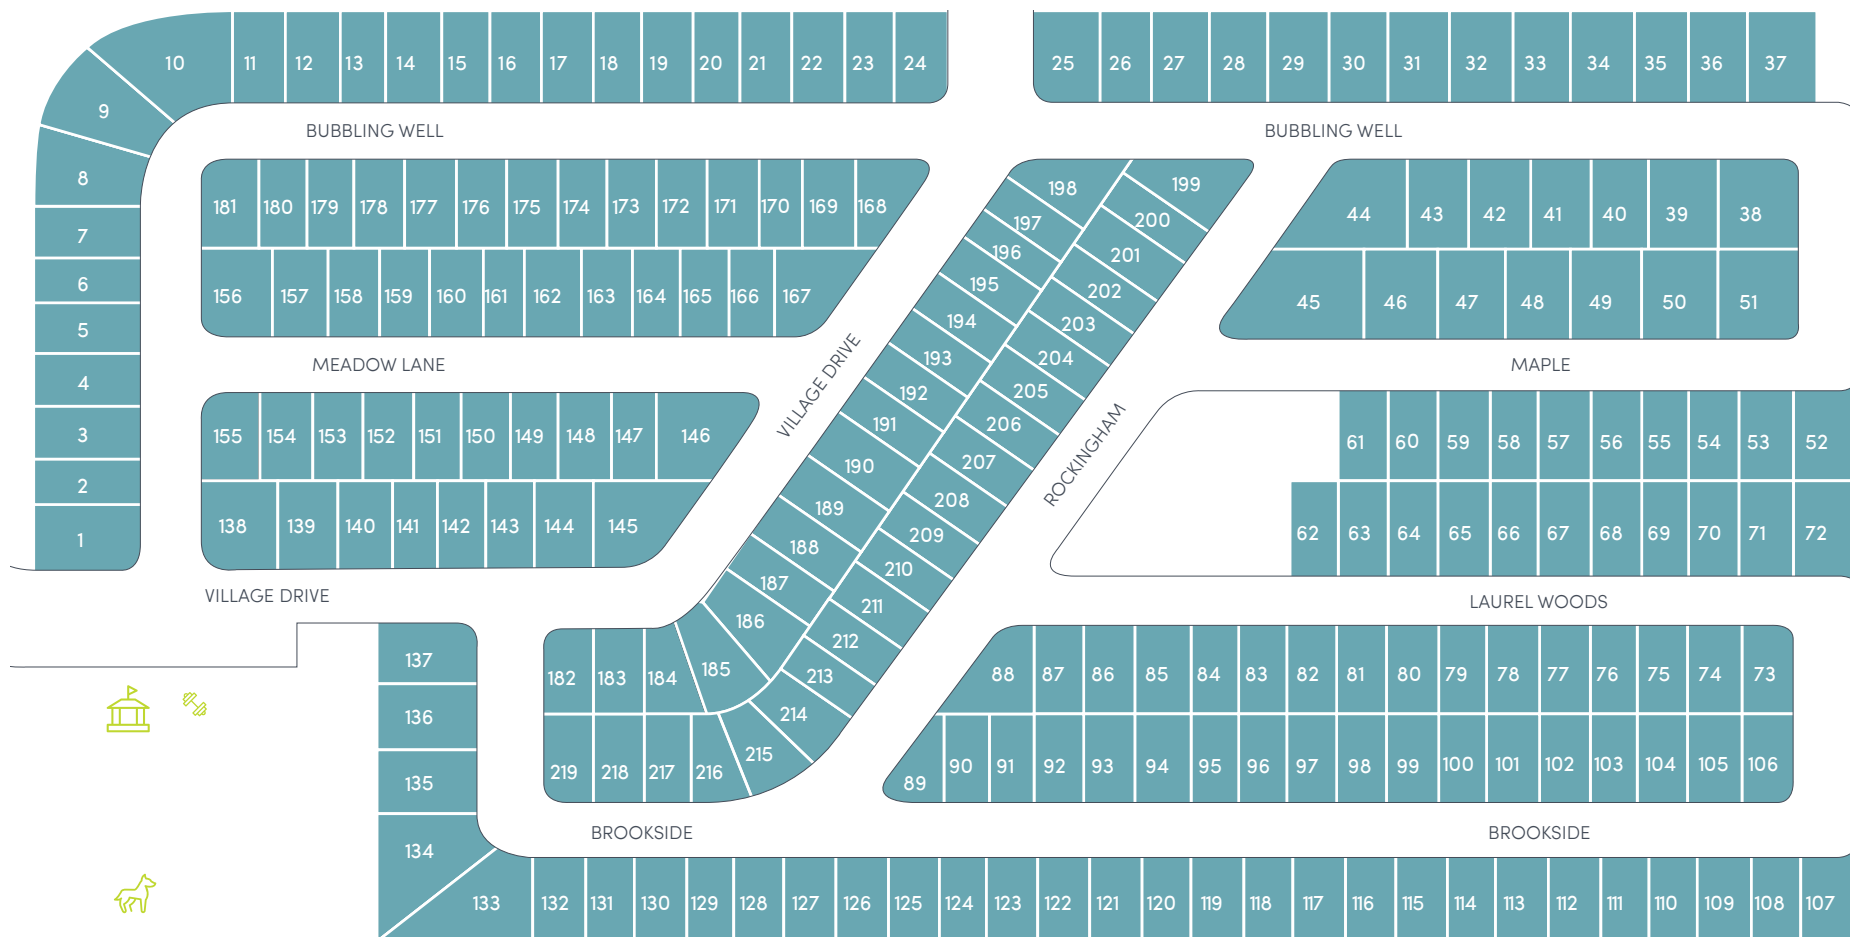 10 11 12 13 14 15 16 17 18 19 20 21 22 23 24 25 26 27 28 29 30 31 32 33 34 35 36 37
9
BUBBLING WELL BUBBLING WELL
8
181 180 179 178 177 176 175 174 173 172 171 170 169 168
198 199
44 43 42 41 40 39 38
197 200
7
196 201
6
156 157 158 159 160 161 162 163 164 165 166 167
195 202
45 46 47 48 49 50 51
194 203
5
MEADOW LANE
VILLAGE DRIVE
193 204
MAPLE
4
192 205
3
155 154 153 152 151 150 149 148 147 146
191 206
ROCKINGHAM
61 60 59 58 57 56 55 54 53 52
190 207
2
189 208
1
138 139 140 141 142 143 144 145
188 209
62 63 64 65 66 67 68 69 70 71 72
187 210
VILLAGE DRIVE
186 211
LAUREL WOODS
212
137
182 183 184 185 213
88 87 86 85 84 83 82 81 80 79 78 77 76 75 74 73
136
214
135
219 218 217 216 215
89 90 91 92 93 94 95 96 97 98 99 100 101 102 103 104 105 106
BROOKSIDE BROOKSIDE
134
133 132 131 130 129 128 127 126 125 124 123 122 121 120 119 118 117 116 115 114 113 112 111 110 109 108 107